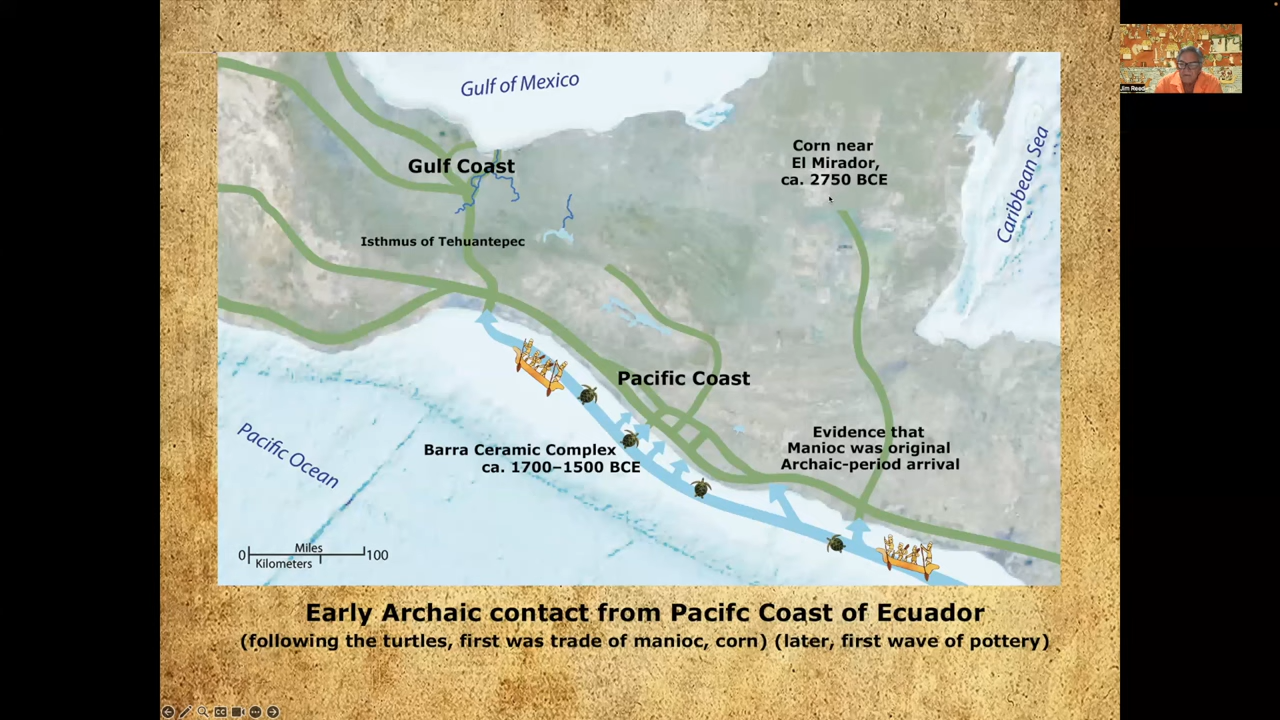 Gulf of Mexico
Gulf Coast
Corn near
El Mirador,
ca. 2750 BCE
Caribbean Sea
Isthmus of Tehuantepec
Pacific Coast
Pacific Ocean
Barra Ceramic Complex
ca. 1700–1500 BCE
Evidence that
Manioc was original
Archaic-period arrival
0 Miles 100
Kilometers
Early Archaic contact from Pacifc Coast of Ecuador
(following the turtles, first was trade of manioc, corn) (later, first wave of pottery)
CC
Jim